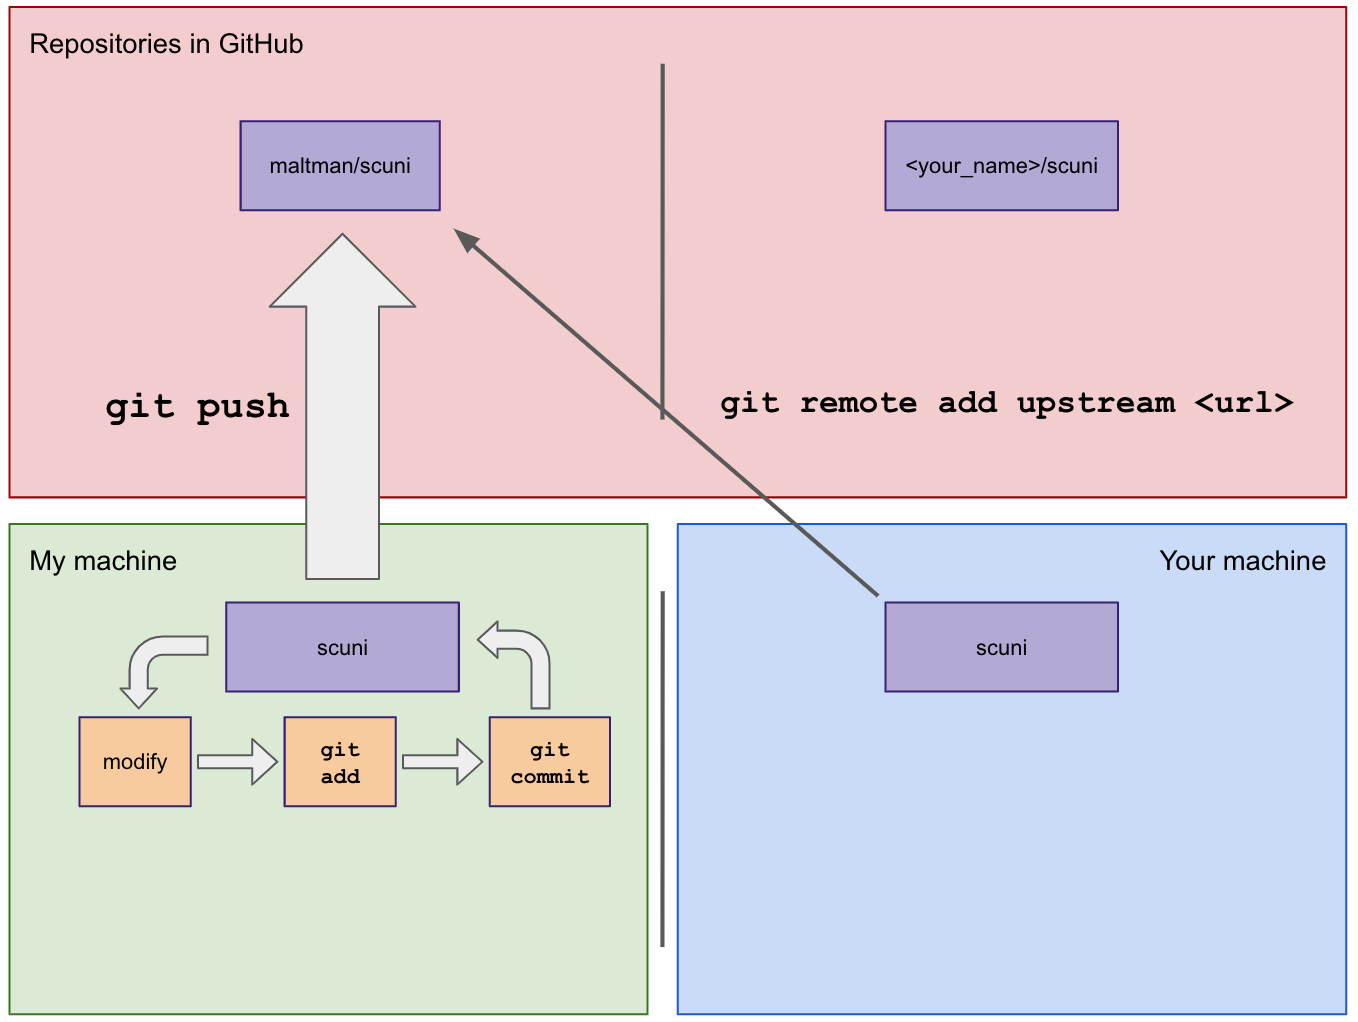 Repositories in GitHub
maltman/scuni
<your_name>/scuni
git push
git remote add upstream <url>
My machine
Your machine
scuni
scuni
modify
git
add
git
commit